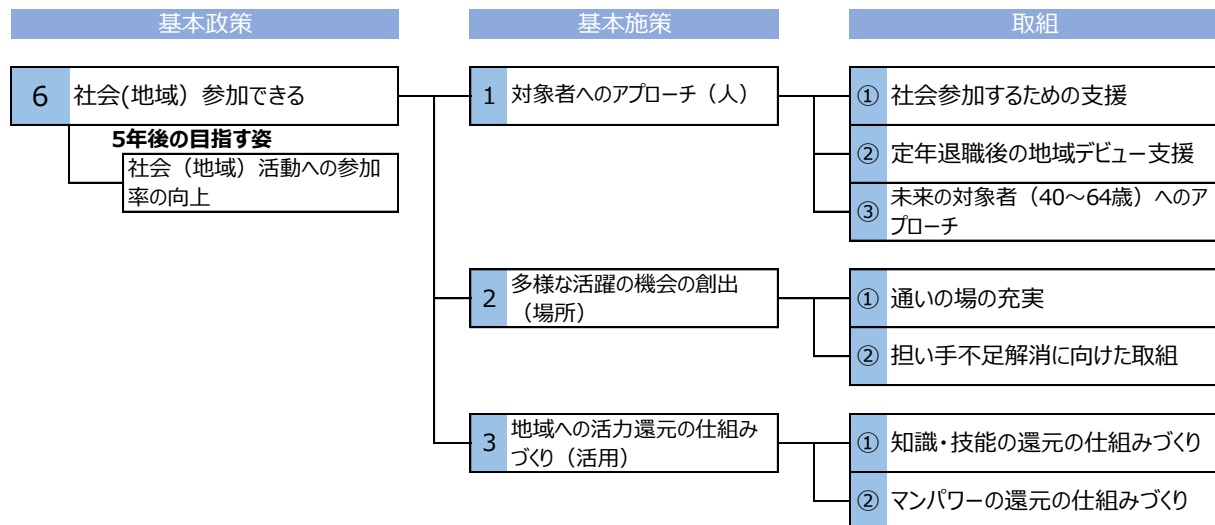 基本政策
基本施策
取組
6 社会(地域）参加できる
5年後の目指す姿
社会（地域）活動への参加
率の向上
1 対象者へのアプローチ（人）
① 社会参加するための支援
② 定年退職後の地域デビュー支援
③ 未来の対象者（40～64歳）へのア
プローチ
2 多様な活躍の機会の創出
（場所）
① 通いの場の充実
② 担い手不足解消に向けた取組
3 地域への活力還元の仕組み
づくり（活用）
① 知識・技能の還元の仕組みづくり
② マンパワーの還元の仕組みづくり